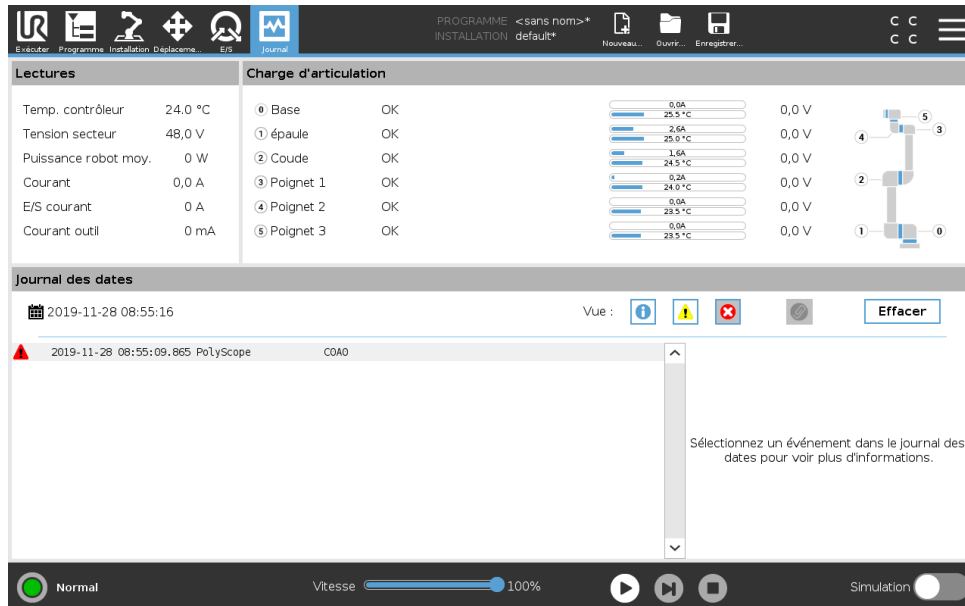 PROGRAMME <sans nom>*
INSTALLATION default*
C C
C C
Exécuter Programme Installation Déplaceme... E/S Journal Nouveau... Ouvrir... Enregistrer...
Lectures
Charge d'articulation
Temp. contrôleur 24.0 °C
Tension secteur 48,0 V
Puissance robot moy. 0 W
Courant 0,0 A
E/S courant 0 A
Courant outil 0 mA
0 Base OK 0,0A 25.5 °C 0,0 V
1 épaule OK 2,6A 25.0 °C 0,0 V
2 Coude OK 1,6A 24.5 °C 0,0 V
3 Poignet 1 OK 0,2A 24.0 °C 0,0 V
4 Poignet 2 OK 0,0A 23.5 °C 0,0 V
5 Poignet 3 OK 0,0A 23.5 °C 0,0 V
5
3
4
2
1 0
Journal des dates
2019-11-28 08:55:16 Vue : Effacer
2019-11-28 08:55:09.865 PolyScope C0A0
Sélectionnez un événement dans le journal des
dates pour voir plus d'informations.
Normal Vitesse 100% Simulation